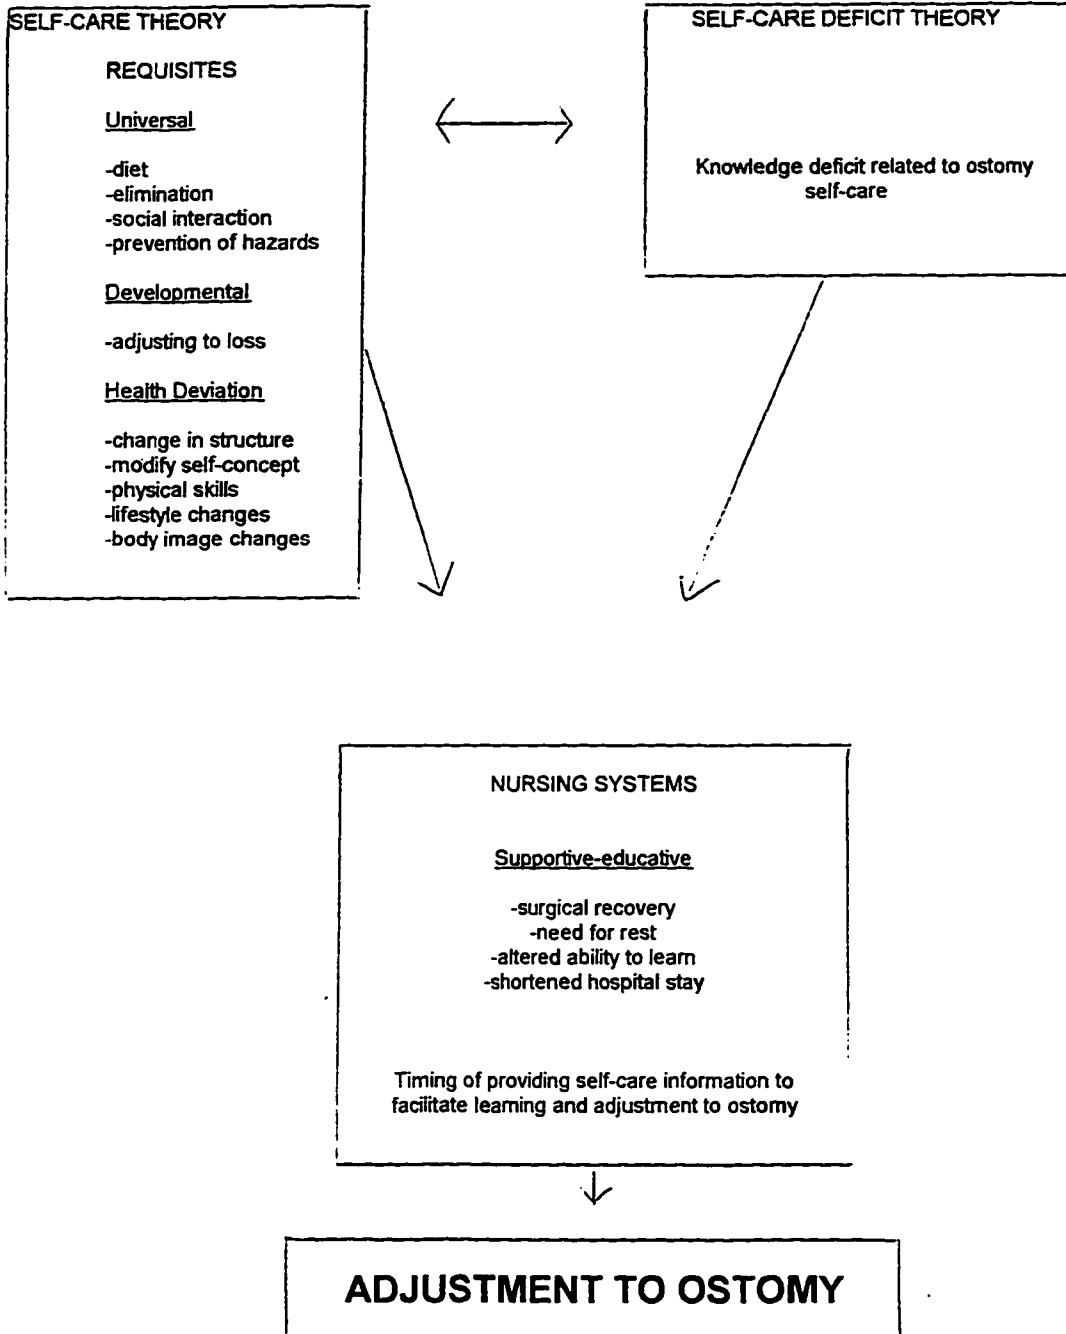 SELF-CARE THEORY
REQUISITES
Universal
-diet
-elimination
-social interaction
-prevention of hazards
Developmental
-adjusting to loss
Health Deviation
-change in structure
-modify self-concept
-physical skills
-lifestyle changes
-body image changes
SELF-CARE DEFICIT THEORY
Knowledge deficit related to ostomy
self-care
NURSING SYSTEMS
Supportive-educative
-surgical recovery
-need for rest
-altered ability to learn
-shortened hospital stay
Timing of providing self-care information to
facilitate learning and adjustment to ostomy
ADJUSTMENT TO OSTOMY